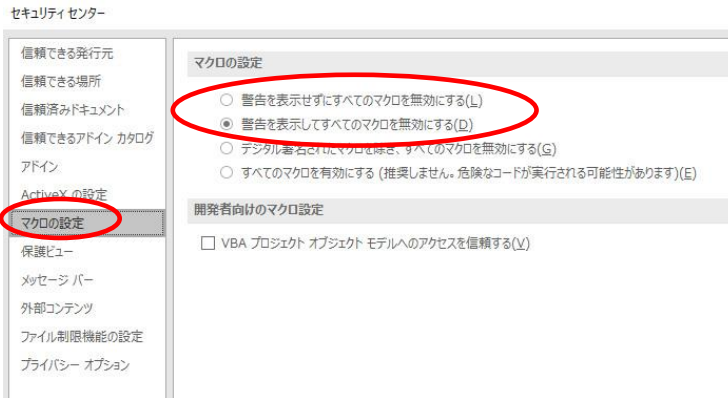 セキュリティ センター
信頼できる発行元
信頼できる場所
信頼済みドキュメント
信頼できるアドイン カタログ
アドイン
ActiveX の設定
マクロの設定
保護ビュー
メッセージ バー
外部コンテンツ
ファイル制限機能の設定
プライバシー オプション
マクロの設定
警告を表示せずにすべてのマクロを無効にする(L)
警告を表示してすべてのマクロを無効にする(D)
デジタル署名されたマクロを除き、すべてのマクロを無効にする(G)
すべてのマクロを有効にする (推奨しません。危険なコードが実行される可能性があります)(E)
開発者向けのマクロ設定
VBA プロジェクト オブジェクト モデルへのアクセスを信頼する(V)